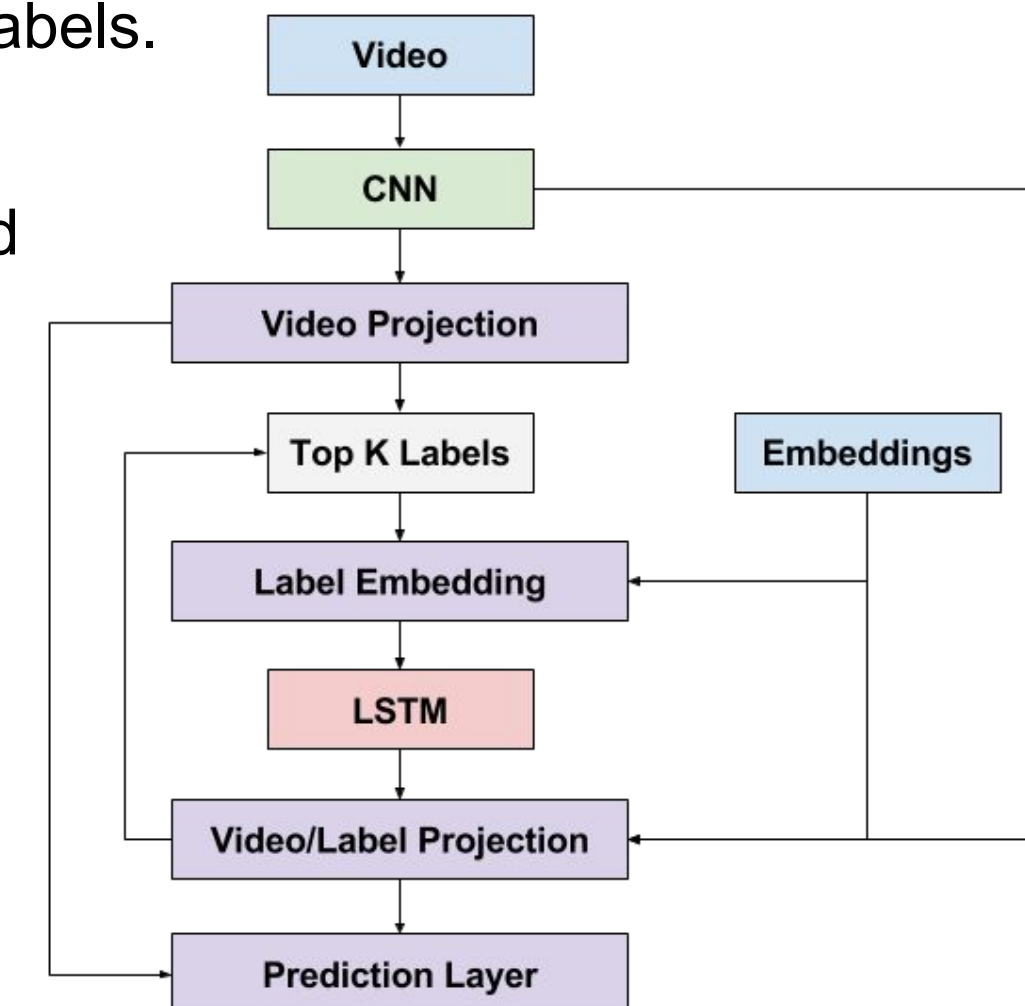 abels.
d
Video
CNN
Video Projection
Top K Labels
Embeddings
Label Embedding
LSTM
Video/Label Projection
Prediction Layer